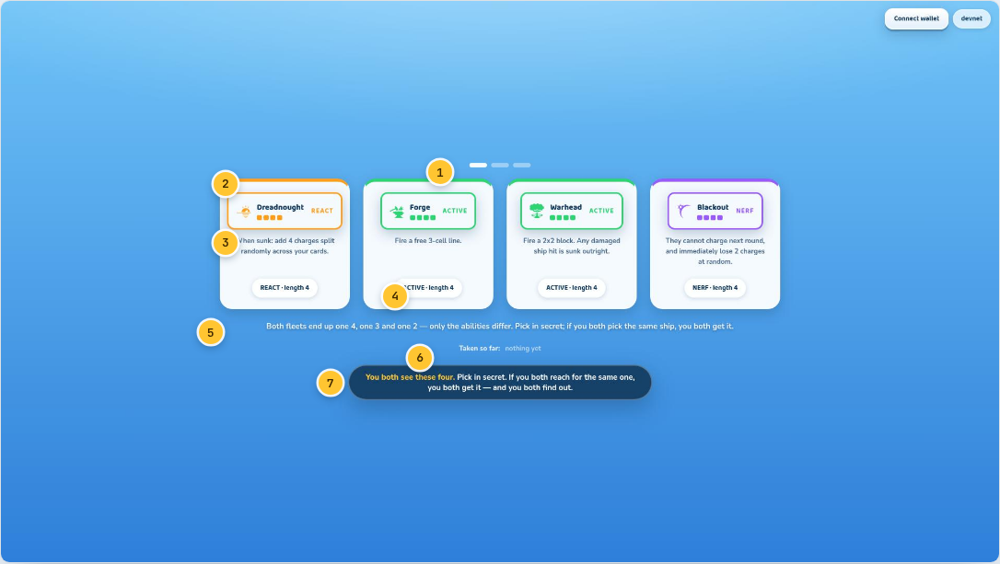 Connect wallet
devnet
1
2
Dreadnought
REACT
Forge
ACTIVE
Warhead
ACTIVE
Blackout
NERF
3
When sunk: add 4 charges split
randomly across your cards.
Fire a free 3-cell line.
Fire a 2x2 block. Any damaged
ship hit is sunk outright.
They cannot charge next round,
and immediately lose 2 charges
at random.
REACT · length 4
4
ACTIVE · length 4
ACTIVE · length 4
NERF · length 4
5
Both fleets end up one 4, one 3 and one 2 — only the abilities differ. Pick in secret; if you both pick the same ship, you both get it.
Taken so far: nothing yet
6
7
You both see these four. Pick in secret. If you both reach for the same one,
you both get it — and you both find out.